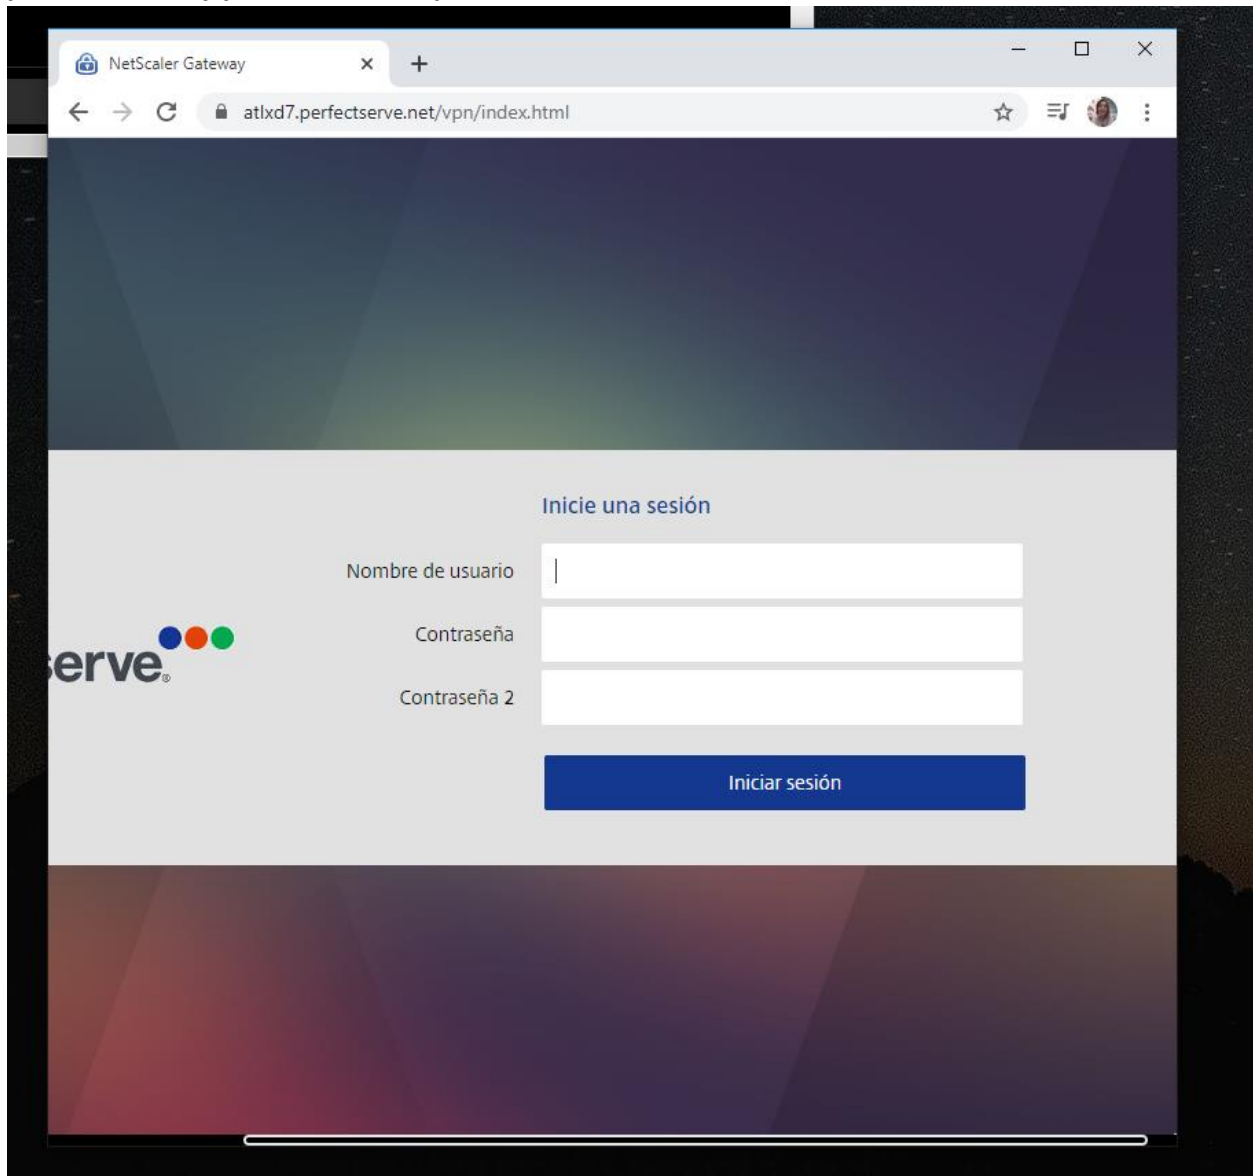 NetScaler Gateway
atlxd7.perfectserve.net/vpn/index.html
Inicie una sesión
Nombre de usuario
Contraseña
erve®
Contraseña 2
Iniciar sesión